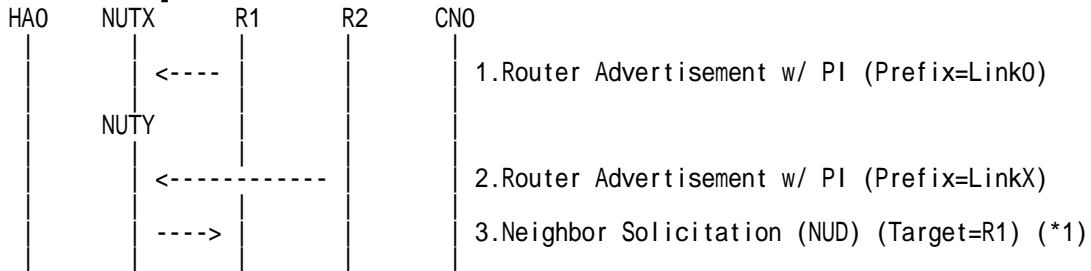 HA0 NUTX R1 R2 CN0
<---- 1.Router Advertisement w/ PI (Prefix=Link0)
NUTY
<------------ 2.Router Advertisement w/ PI (Prefix=LinkX)
----> 3.Neighbor Solicitation (NUD) (Target=R1) (*1)